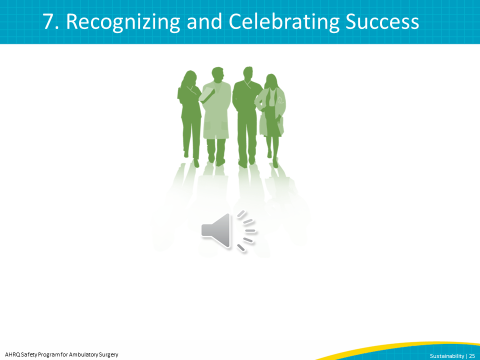 7. Recognizing and Celebrating Success
AHRQ Safety Program for Ambulatory Surgery
Sustainability | 25